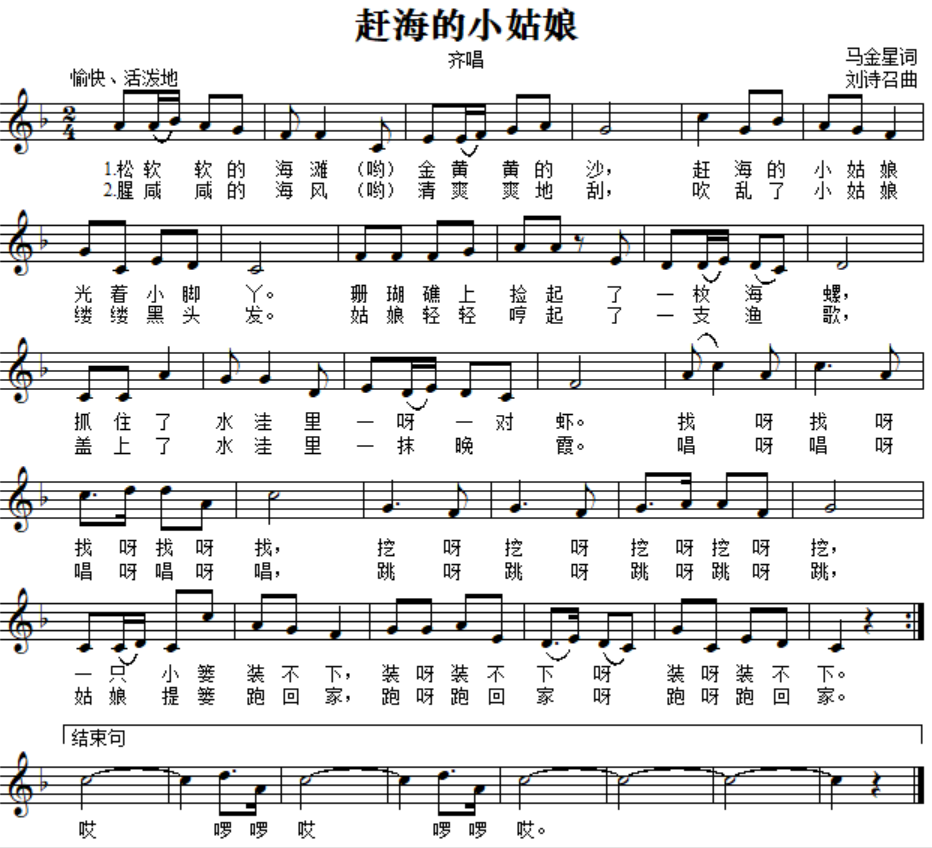 赶海的小姑娘
齐唱
马金星词
愉快、活泼地
刘诗召曲
2
4
1.松软软的海滩(哟)金黄黄的沙，赶海的小姑娘
2.腥咸咸的海风(哟)清爽爽地刮，吹乱了小姑娘
光着小脚丫。珊瑚礁上捡起了一枚海螺，
缕缕黑头发。姑娘轻轻哼起了一支渔歌，
抓住了水洼里一呀一对虾。找呀找呀
盖上了水洼里一抹晚霞。唱呀唱呀
找呀找呀找，挖呀挖呀挖呀挖呀挖，
唱呀唱呀唱，跳呀跳呀跳呀跳呀跳，
一只小篓装不下，装呀装不下呀装呀装不下。
姑娘提篓跑回家，跑呀跑回家呀跑呀跑回家。
结束句
哎啰啰哎啰啰哎。